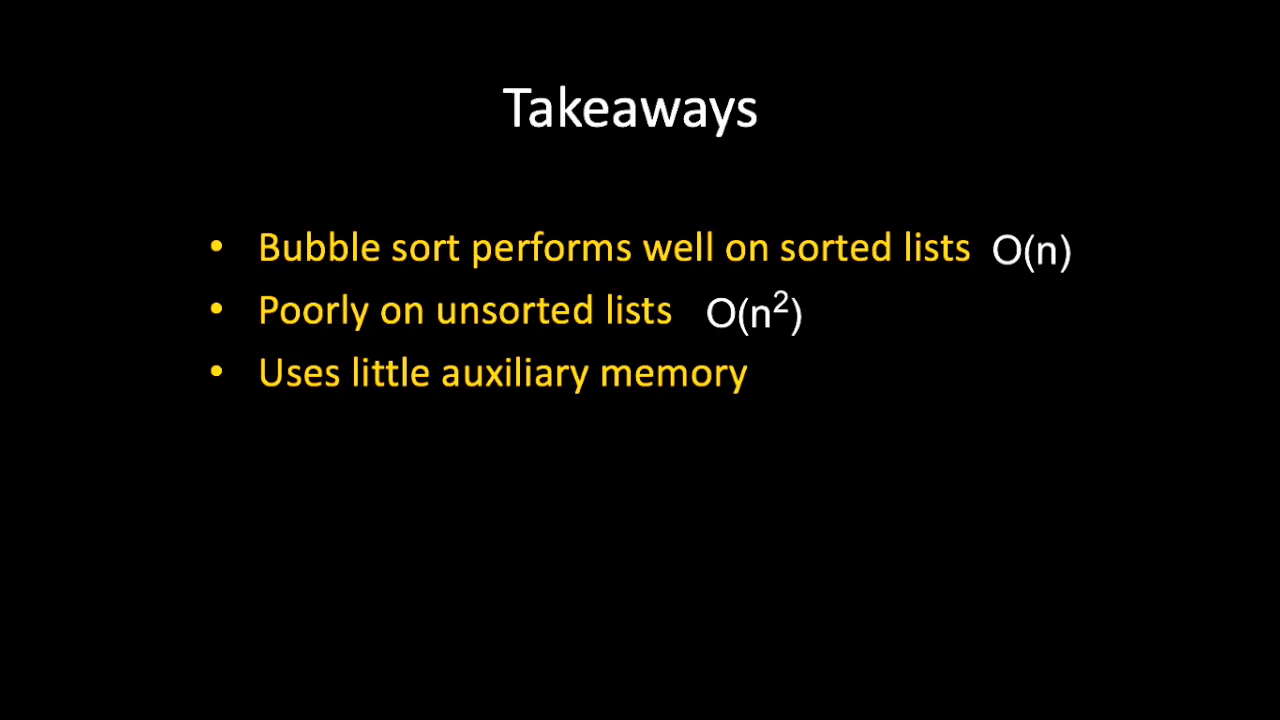 Takeaways
• Bubble sort performs well on sorted lists O(n)
• Poorly on unsorted lists O(n²)
• Uses little auxiliary memory